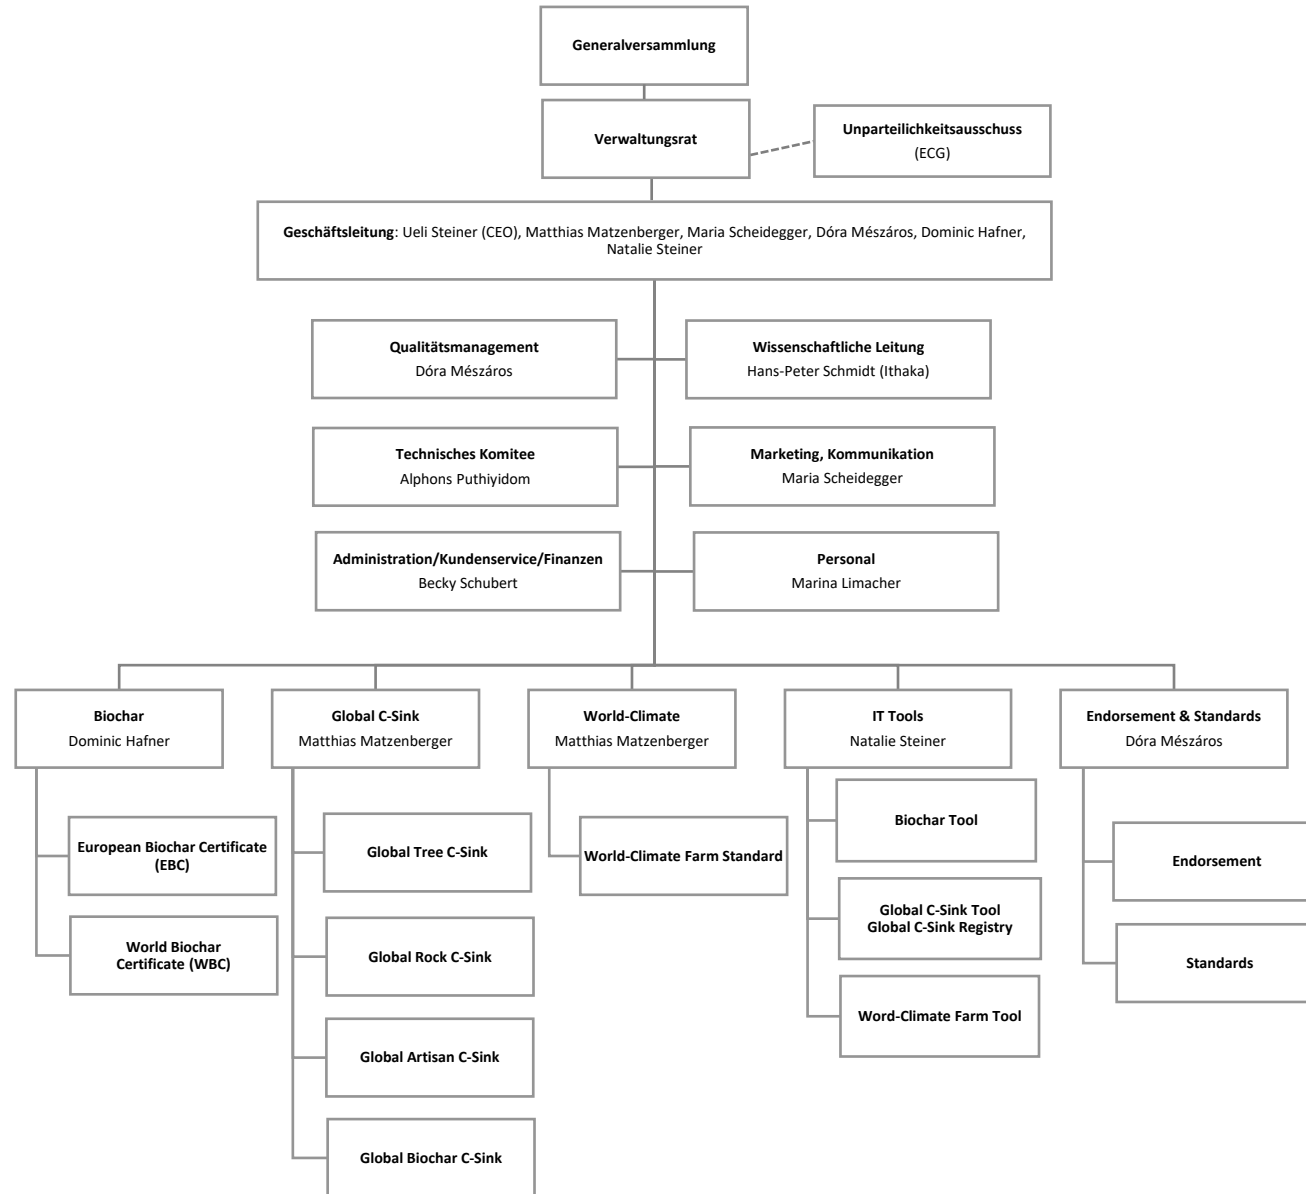 Generalversammlung
Verwaltungsrat
Unparteilichkeitsausschuss
(ECG)
Geschäftsleitung: Ueli Steiner (CEO), Matthias Matzenberger, Maria Scheidegger, Dóra Mészáros, Dominic Hafner,
Natalie Steiner
Qualitätsmanagement
Dóra Mészáros
Wissenschaftliche Leitung
Hans-Peter Schmidt (Ithaka)
Technisches Komitee
Alphons Puthiyidom
Marketing, Kommunikation
Maria Scheidegger
Administration/Kundenservice/Finanzen
Becky Schubert
Personal
Marina Limacher
Biochar
Dominic Hafner
Global C-Sink
Matthias Matzenberger
World-Climate
Matthias Matzenberger
IT Tools
Natalie Steiner
Endorsement & Standards
Dóra Mészáros
European Biochar Certificate
(EBC)
World Biochar
Certificate (WBC)
Global Tree C-Sink
Global Rock C-Sink
Global Artisan C-Sink
Global Biochar C-Sink
World-Climate Farm Standard
Biochar Tool
Global C-Sink Tool
Global C-Sink Registry
Word-Climate Farm Tool
Endorsement
Standards